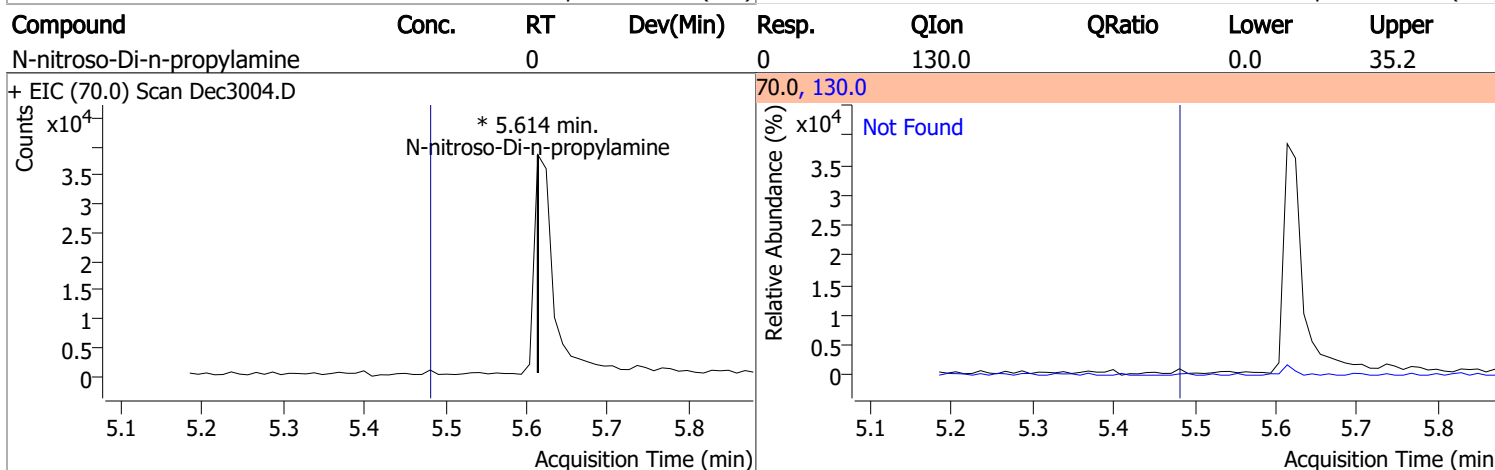 Compound Conc. RT Dev(Min) Resp. QIon QRatio Lower Upper
N-nitroso-Di-n-propylamine 0 0 130.0 0.0 35.2
+ EIC (70.0) Scan Dec3004.D
Counts
x10⁴
* 5.614 min.
N-nitroso-Di-n-propylamine
3.5
3
2.5
2
1.5
1
0.5
0
5.1 5.2 5.3 5.4 5.5 5.6 5.7 5.8
Acquisition Time (min)
70.0, 130.0
Relative Abundance (%)
x10⁴
Not Found
3.5
3
2.5
2
1.5
1
0.5
0
5.1 5.2 5.3 5.4 5.5 5.6 5.7 5.8
Acquisition Time (min